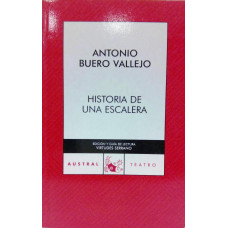 ANTONIO
BUERO VALLEJO
HISTORIA DE
UNA ESCALERA
EDICIÓN Y GUÍA DE LECTURA
VIRTUDES SERRANO
AUSTRAL TEATRO